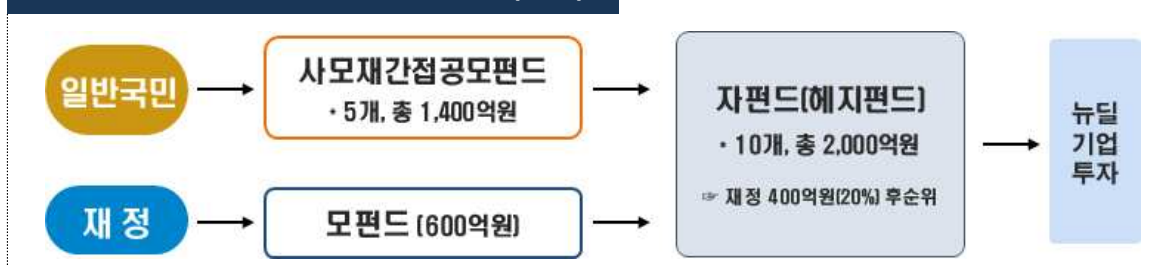 일반국민
사모재간접공모펀드
· 5개, 총 1,400억원
재 정
모펀드 (600억원)
자펀드(헤지펀드)
· 10개, 총 2,000억원
☞ 재정 400억원(20%) 후순위
뉴딜
기업
투자